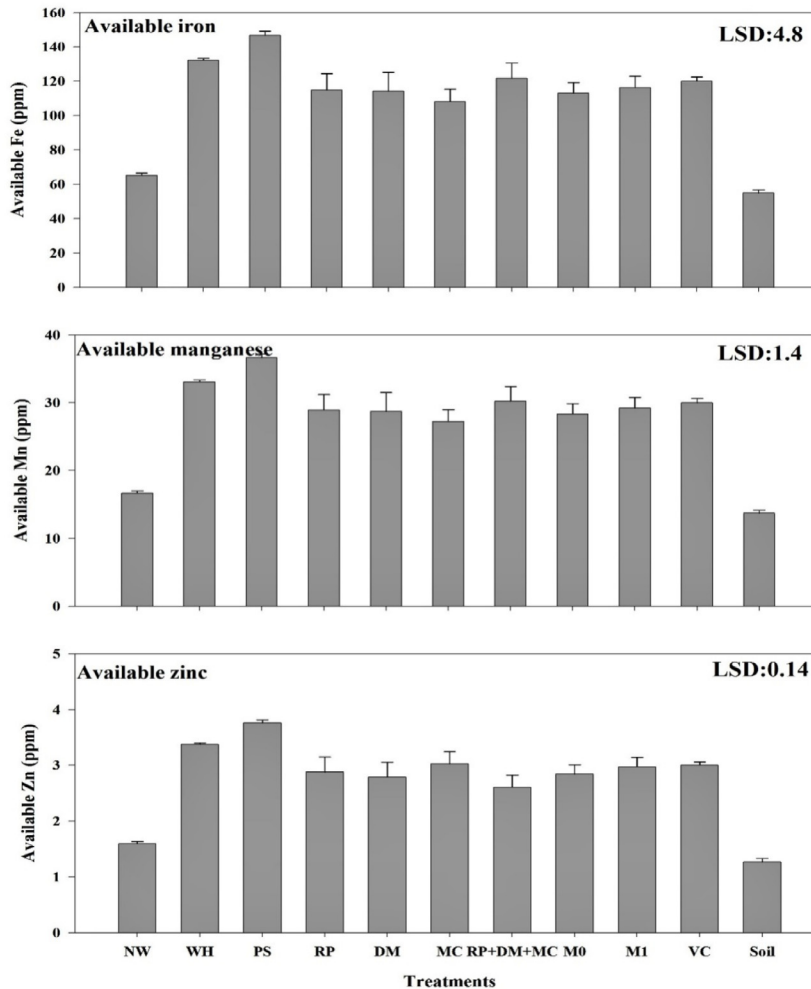 Available iron
LSD:4.8
Available Fe (ppm)
160
140
120
100
80
60
40
20
0
Available manganese
LSD:1.4
Available Mn (ppm)
40
30
20
10
0
Available zinc
LSD:0.14
Available Zn (ppm)
5
4
3
2
1
0
NW WH PS RP DM MC RP+DM+MC M0 M1 VC Soil
Treatments